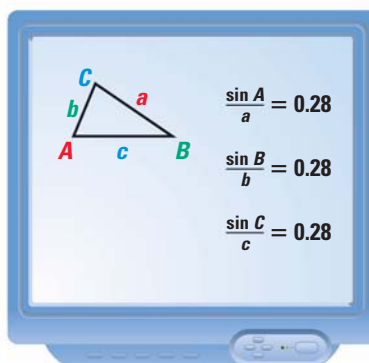 C
b
a
A
c
B
sin A / a = 0.28
sin B / b = 0.28
sin C / c = 0.28